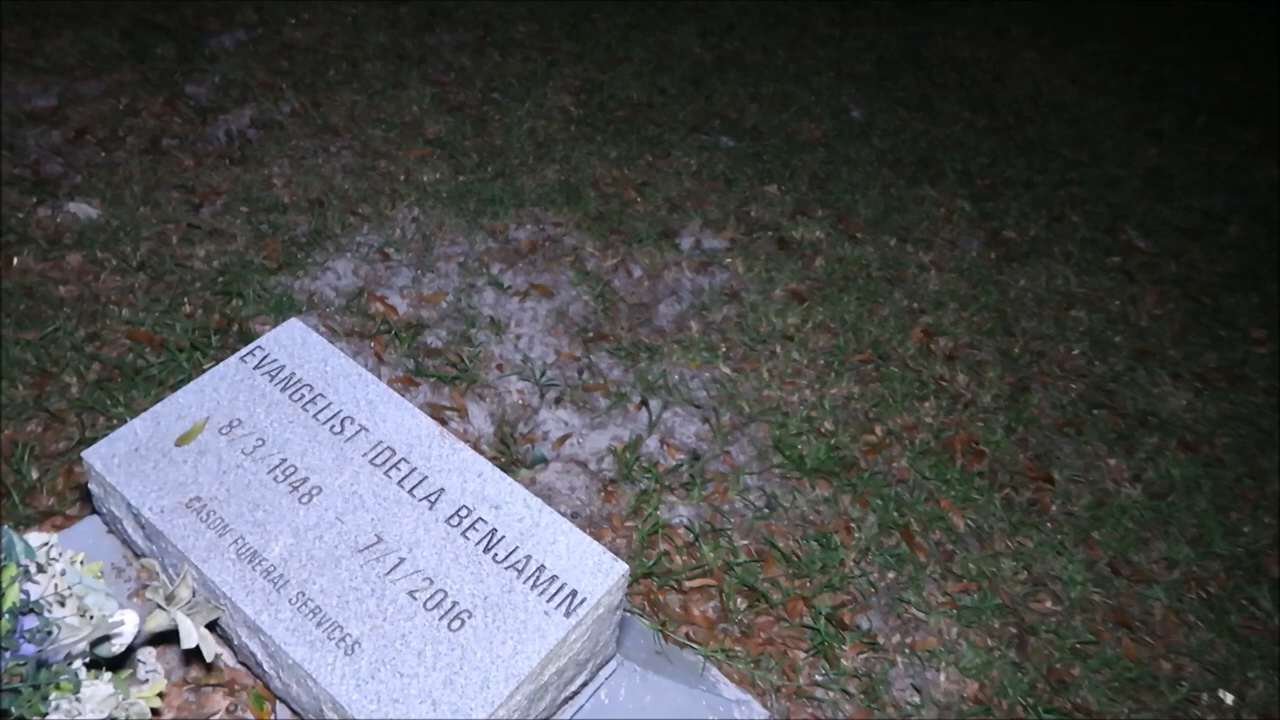 EVANGELIST IDELLA BENJAMIN
8/3/1948 - 7/1/2016
CASON FUNERAL SERVICES